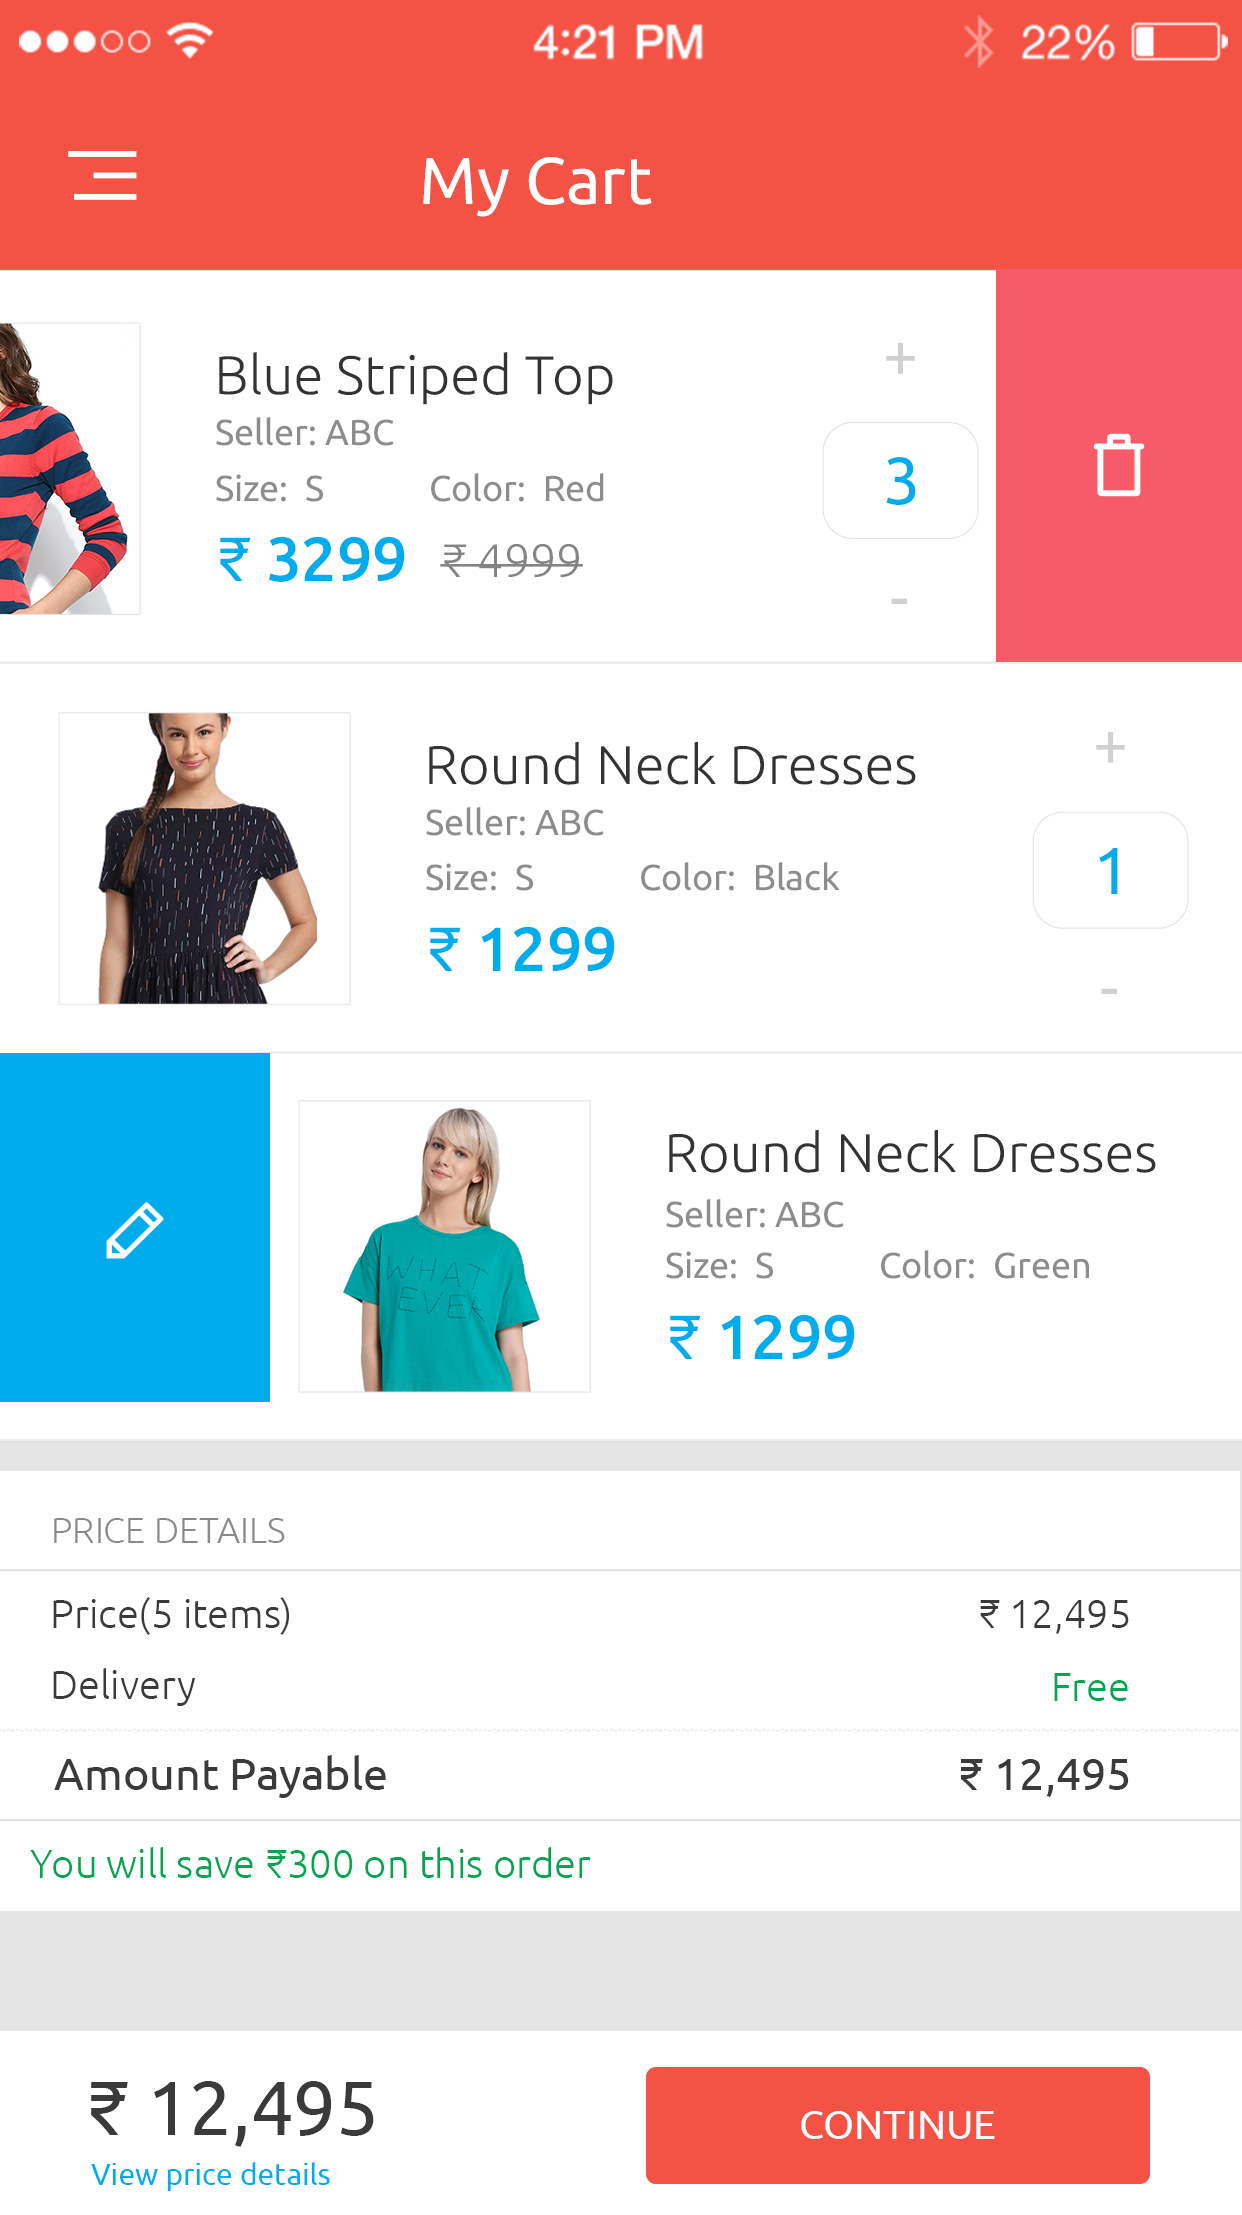 4:21 PM 22%
My Cart
Blue Striped Top
Seller: ABC
Size: S Color: Red
₹ 3299 ₹ 4999
+
3
-
Round Neck Dresses
Seller: ABC
Size: S Color: Black
₹ 1299
+
1
-
WHAT
EVER
Round Neck Dresses
Seller: ABC
Size: S Color: Green
₹ 1299
PRICE DETAILS
Price(5 items) ₹ 12,495
Delivery Free
Amount Payable ₹ 12,495
You will save ₹300 on this order
₹ 12,495
View price details
CONTINUE